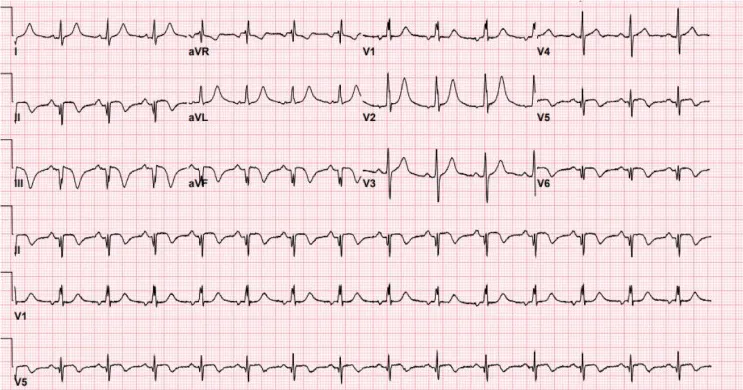 I aVR V1 V4
II aVL V2 V5
III aVF V3 V6
II
V1
V5